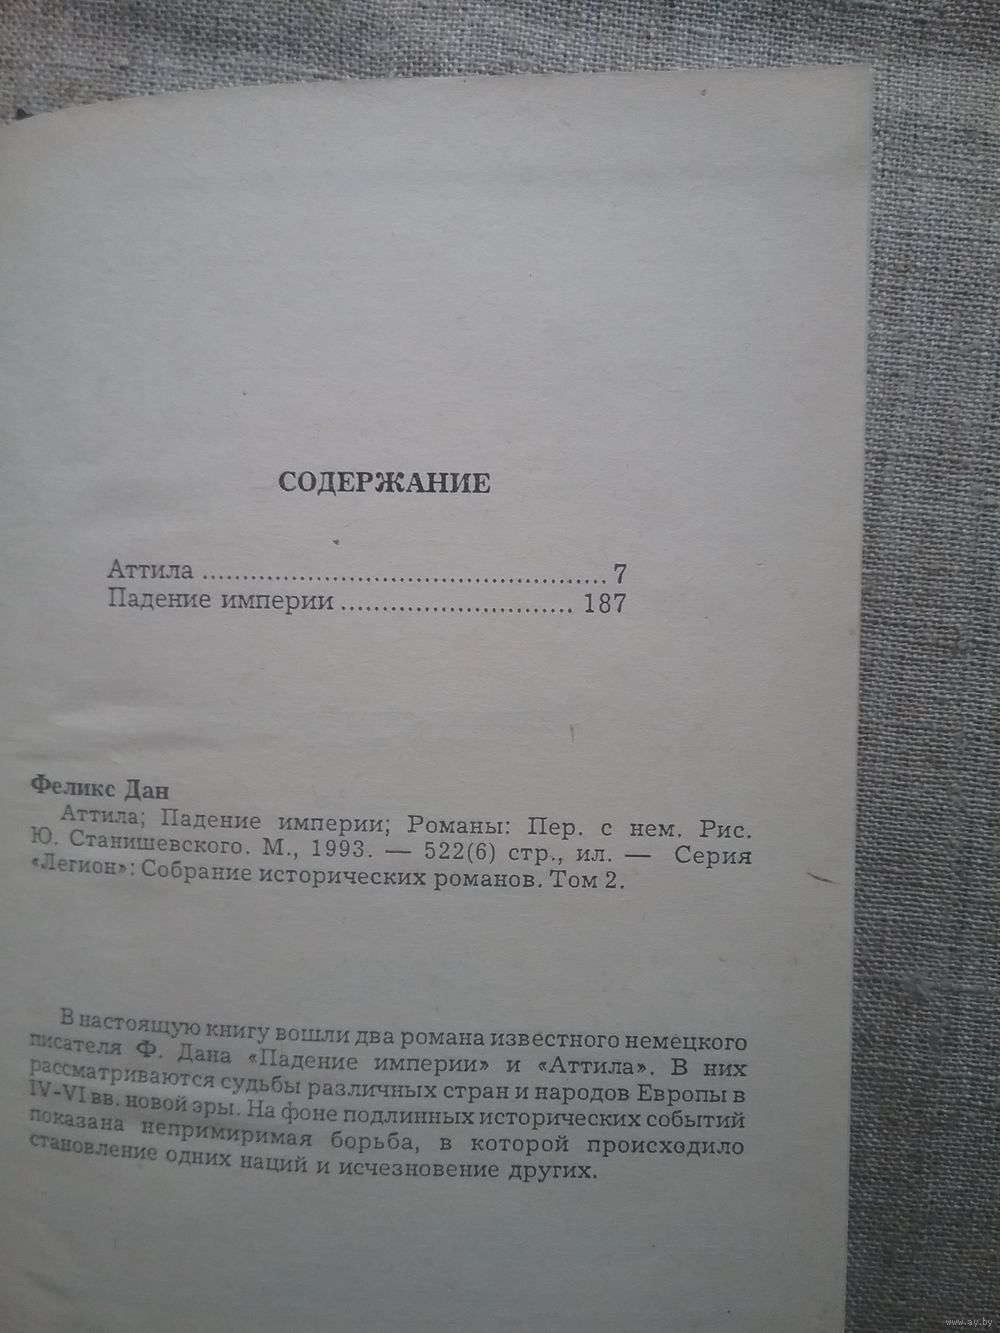 СОДЕРЖАНИЕ
Аттила .................................................. 7
Падение империи ............................ 187
Феликс Дан
Аттила; Падение империи; Романы: Пер. с нем. Рис.
Ю. Станишевского. М., 1993. — 522(6) стр., ил. — Серия
«Легион»: Собрание исторических романов. Том 2.
В настоящую книгу вошли два романа известного немецкого
писателя Ф. Дана «Падение империи» и «Аттила». В них
рассматриваются судьбы различных стран и народов Европы в
IV-VI вв. новой эры. На фоне подлинных исторических событий
показана непримиримая борьба, в которой происходило
становление одних наций и исчезновение других.
www.ay.by